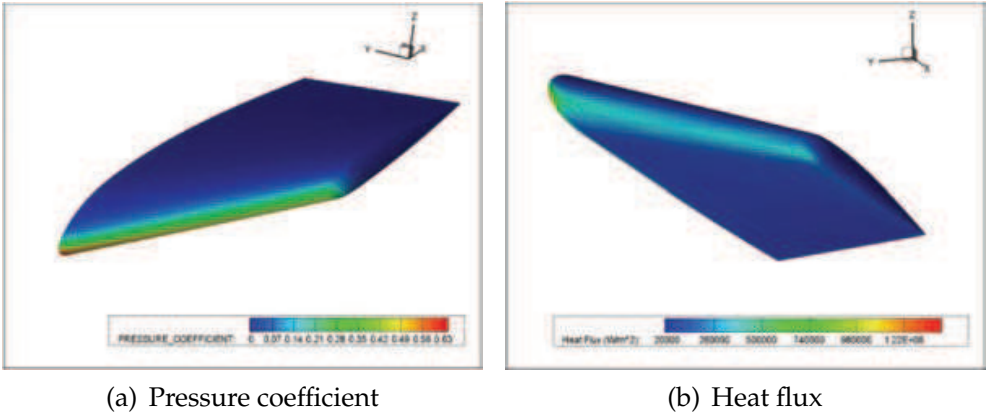 Z
Y
X
PRESSURE_COEFFICIENT:
0 0.07 0.14 0.21 0.28 0.35 0.42 0.49 0.56 0.63
(a) Pressure coefficient
Z
Y
X
Heat Flux (W/m^2):
20000 260000 500000 740000 980000 1.22E+06
(b) Heat flux